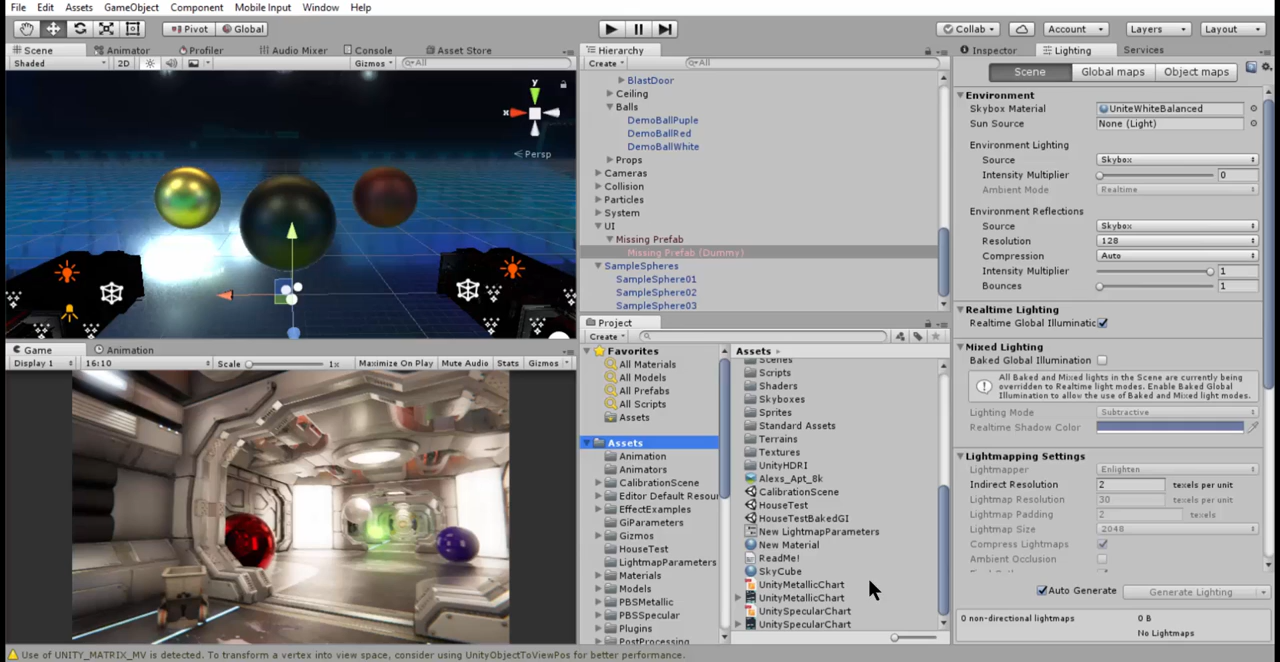 File Edit Assets GameObject Component Mobile Input Window Help
Pivot Global Collab Account Layers Layout
Scene Animator Profiler Audio Mixer Console Asset Store
Shaded 2D Gizmos All
y
x
Persp
Game Animation
Display 1 16:10 Scale 1x Maximize On Play Mute Audio Stats Gizmos
Hierarchy
Create All
BlastDoor
Ceiling
Balls
DemoBallPuple
DemoBallRed
DemoBallWhite
Props
Cameras
Collision
Particles
System
UI
Missing Prefab
Missing Prefab (Dummy)
SampleSpheres
SampleSphere01
SampleSphere02
SampleSphere03
Project
Create
Favorites
All Materials
All Models
All Prefabs
All Scripts
Assets
Assets
Animation
Animators
CalibrationScene
Editor Default Resou
EffectExamples
GiParameters
Gizmos
HouseTest
LightmapParameters
Materials
Models
PBSMetallic
PBSSpecular
Plugins
PostProcessing
Assets
Scenes
Scripts
Shaders
Skyboxes
Sprites
Standard Assets
Terrains
Textures
UnityHDRI
Alexs_Apt_8k
CalibrationScene
HouseTest
HouseTestBakedGI
New LightmapParameters
New Material
ReadMe!
SkyCube
UnityMetallicChart
UnityMetallicChart
UnitySpecularChart
UnitySpecularChart
Inspector Lighting Services
Scene Global maps Object maps
Environment
Skybox Material UniteWhiteBalanced
Sun Source None (Light)
Environment Lighting
Source Skybox
Intensity Multiplier 0
Ambient Mode Realtime
Environment Reflections
Source Skybox
Resolution 128
Compression Auto
Intensity Multiplier 1
Bounces 1
Realtime Lighting
Realtime Global Illuminatic
Mixed Lighting
Baked Global Illumination
All Baked and Mixed lights in the Scene are currently being
overridden to Realtime light modes. Enable Baked Global
Illumination to allow the use of Baked and Mixed light modes.
Lighting Mode Subtractive
Realtime Shadow Color
Lightmapping Settings
Lightmapper Enlighten
Indirect Resolution 2 texels per unit
Lightmap Resolution 30 texels per unit
Lightmap Padding 2 texels
Lightmap Size 2048
Compress Lightmaps
Ambient Occlusion
Auto Generate Generate Lighting
0 non-directional lightmaps 0 B
No Lightmaps
Use of UNITY_MATRIX_MV is detected. To transform a vertex into view space, consider using UnityObjectToViewPos for better performance.